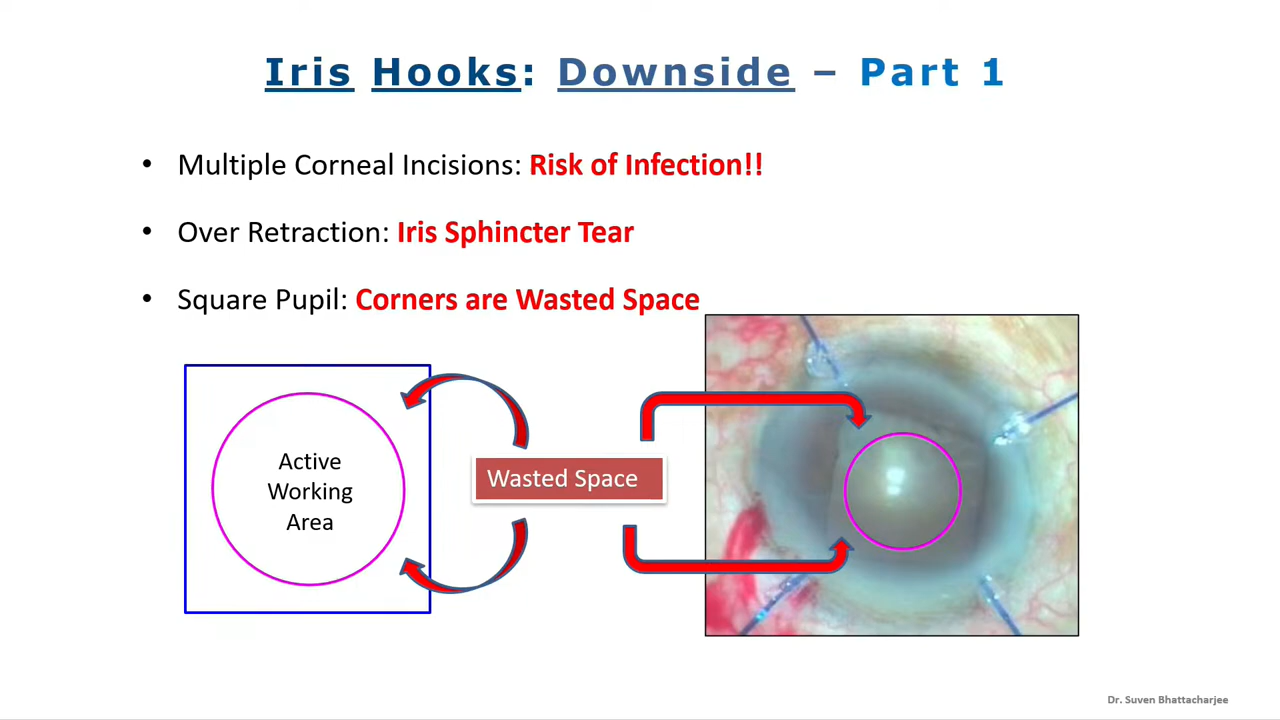 Iris Hooks: Downside – Part 1
• Multiple Corneal Incisions: Risk of Infection!!
• Over Retraction: Iris Sphincter Tear
• Square Pupil: Corners are Wasted Space
Active
Working
Area
Wasted Space
Dr. Suven Bhattacharjee